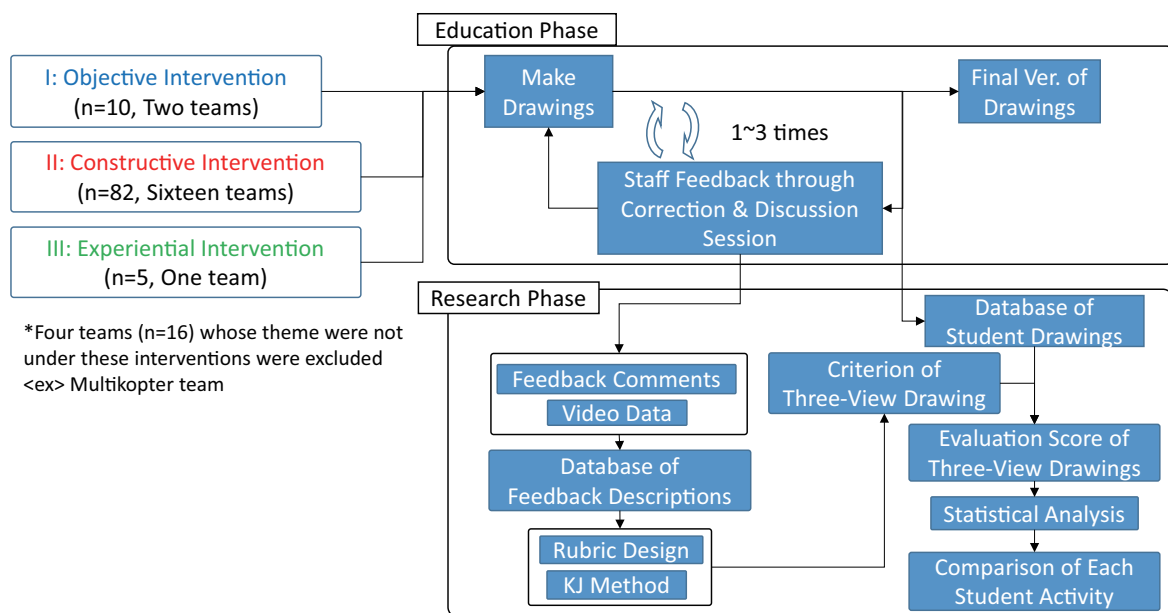 Education Phase
I: Objective Intervention
(n=10, Two teams)
II: Constructive Intervention
(n=82, Sixteen teams)
III: Experiential Intervention
(n=5, One team)
*Four teams (n=16) whose theme were not
under these interventions were excluded
<ex> Multikopter team
Make
Drawings
1~3 times
Final Ver. of
Drawings
Staff Feedback through
Correction & Discussion
Session
Research Phase
Feedback Comments
Video Data
Database of
Feedback Descriptions
Rubric Design
KJ Method
Criterion of
Three-View Drawing
Database of
Student Drawings
Evaluation Score of
Three-View Drawings
Statistical Analysis
Comparison of Each
Student Activity